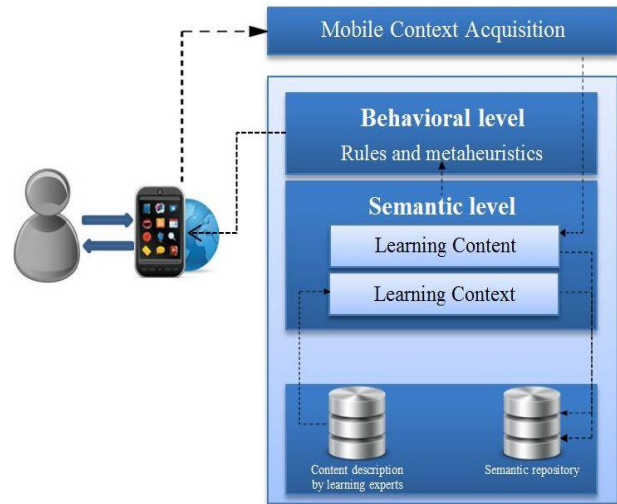 Mobile Context Acquisition
Behavioral level
Rules and metaheuristics
Semantic level
Learning Content
Learning Context
Content description
by learning experts
Semantic repository